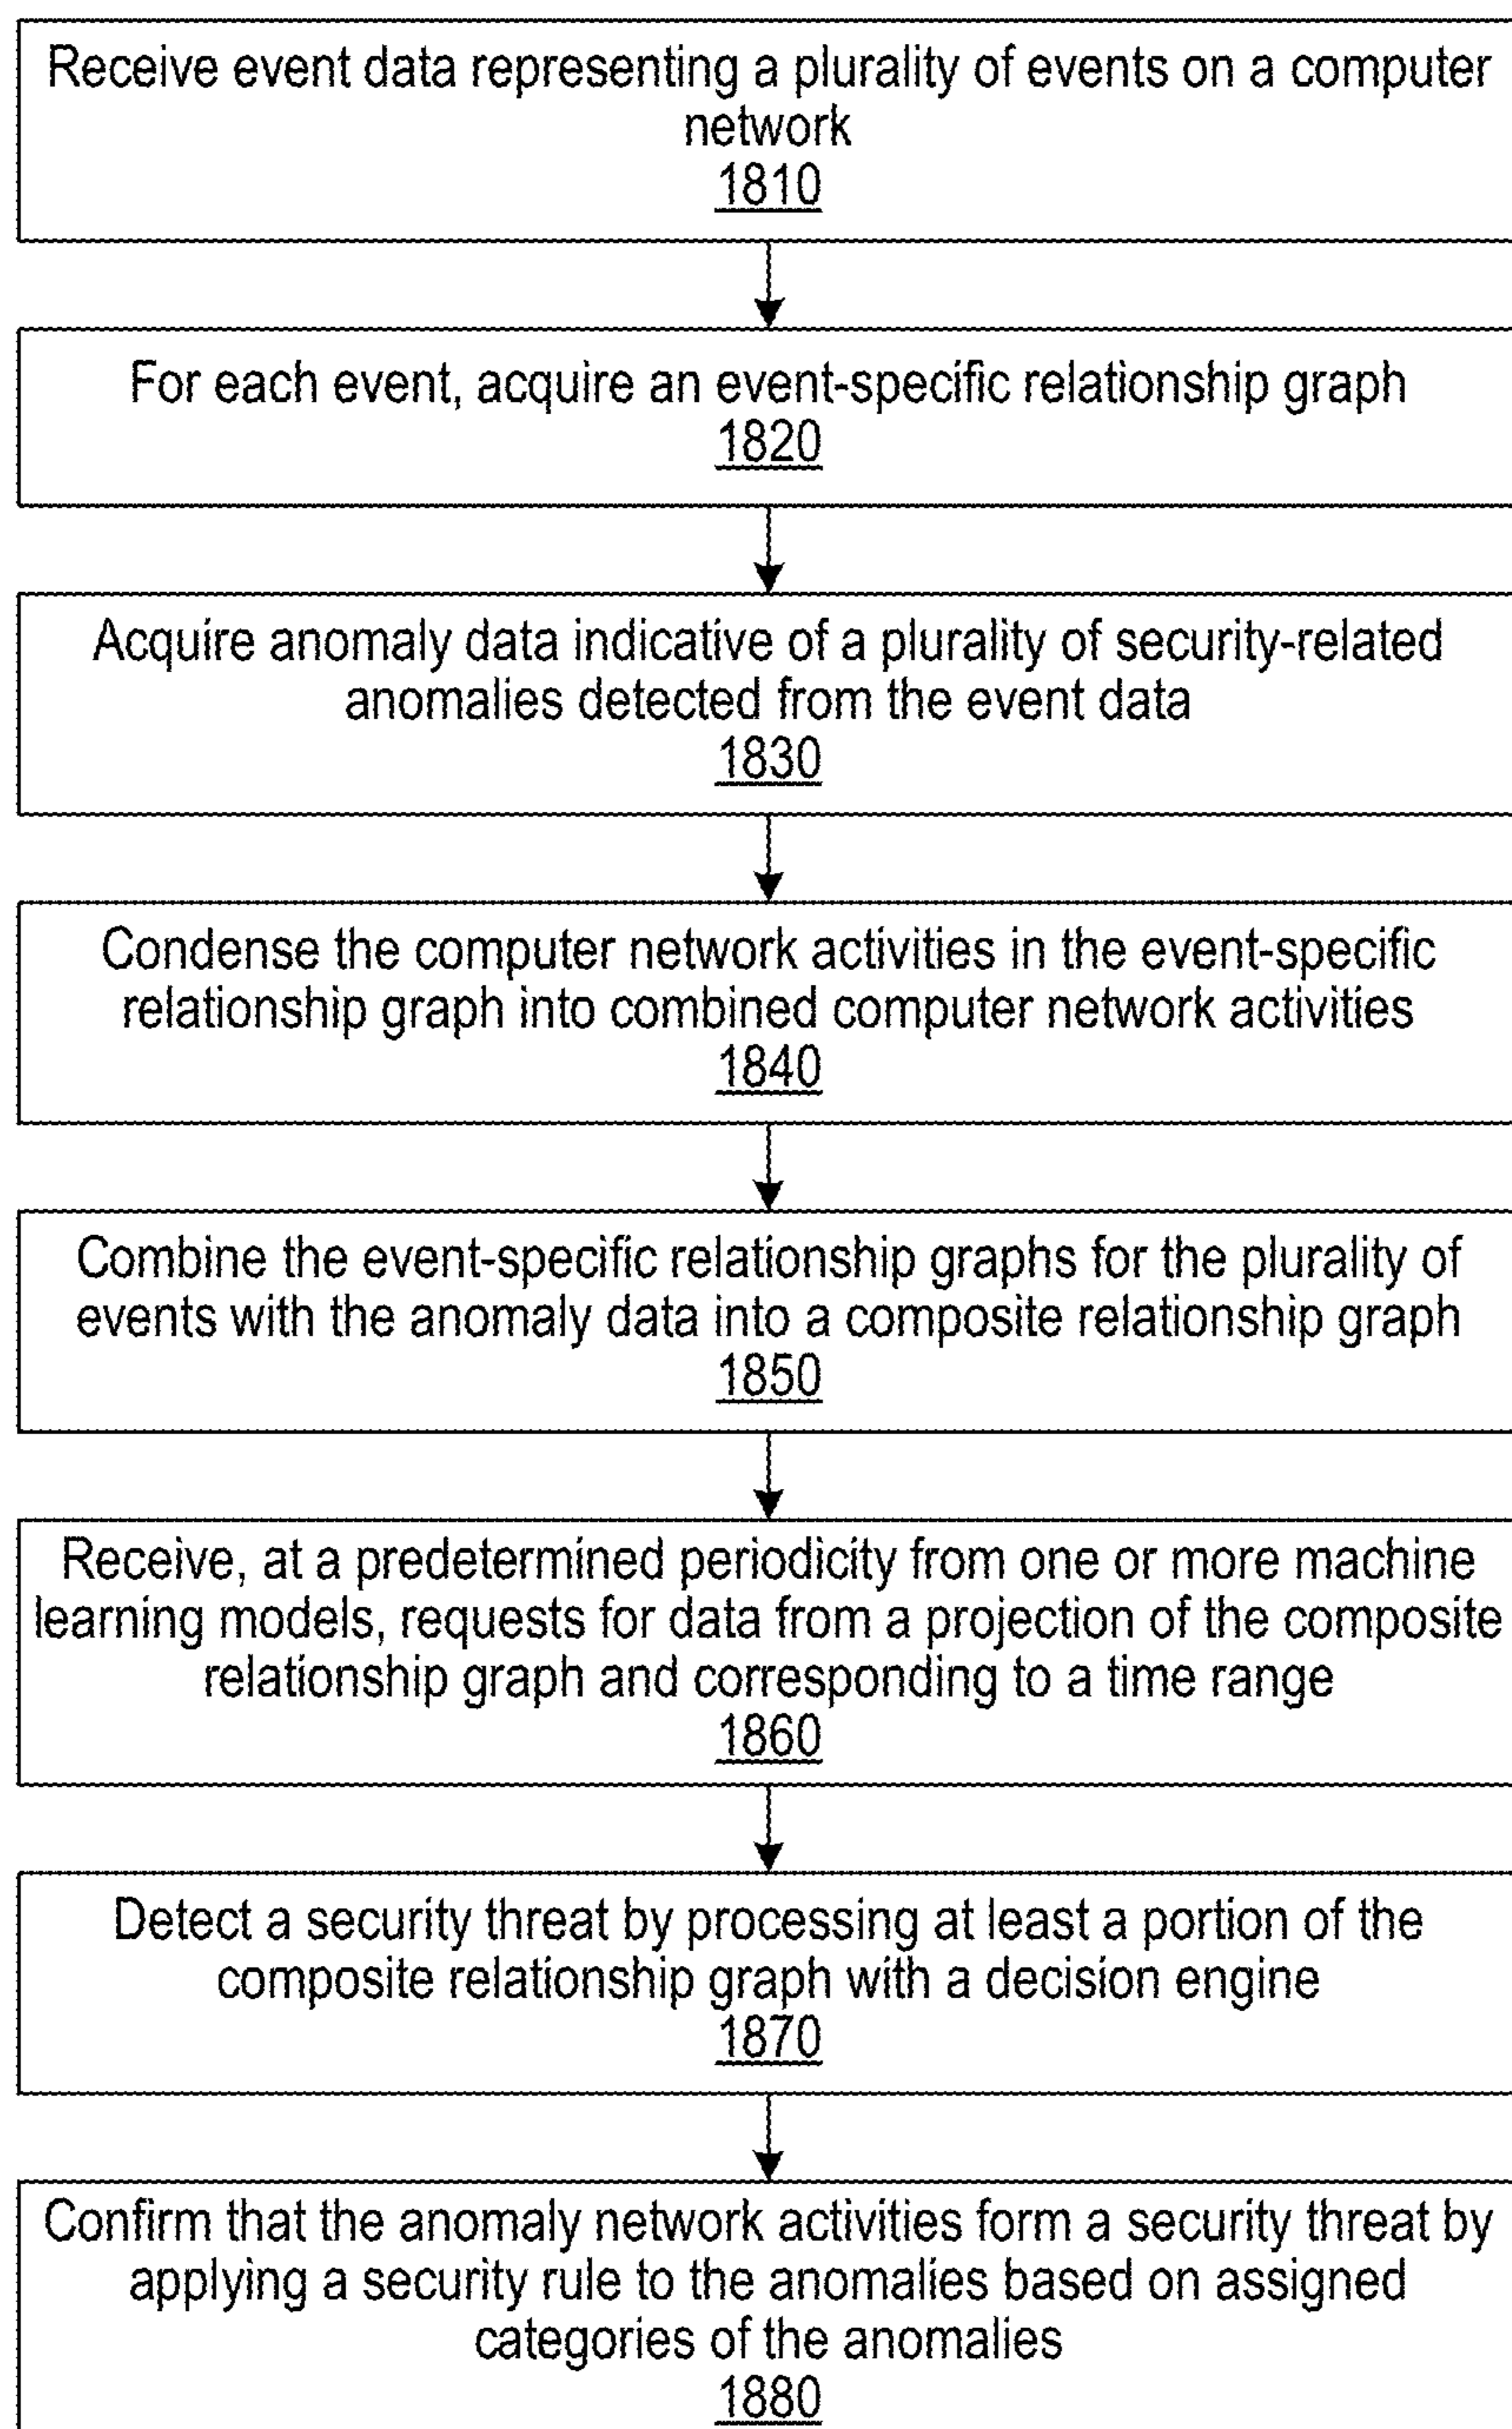 Receive event data representing a plurality of events on a computer
network
1810
For each event, acquire an event-specific relationship graph
1820
Acquire anomaly data indicative of a plurality of security-related
anomalies detected from the event data
1830
Condense the computer network activities in the event-specific
relationship graph into combined computer network activities
1840
Combine the event-specific relationship graphs for the plurality of
events with the anomaly data into a composite relationship graph
1850
Receive, at a predetermined periodicity from one or more machine
learning models, requests for data from a projection of the composite
relationship graph and corresponding to a time range
1860
Detect a security threat by processing at least a portion of the
composite relationship graph with a decision engine
1870
Confirm that the anomaly network activities form a security threat by
applying a security rule to the anomalies based on assigned
categories of the anomalies
1880